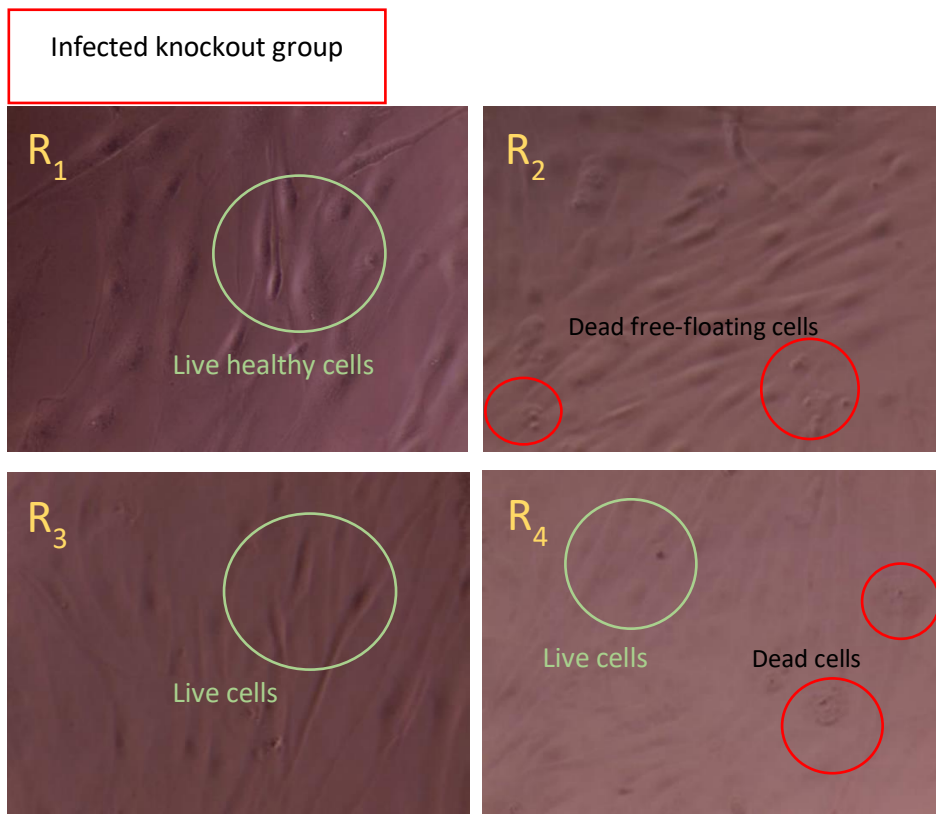 Infected knockout group
R1
R2
Live healthy cells
Dead free-floating cells
R3
R4
Live cells
Live cells
Dead cells